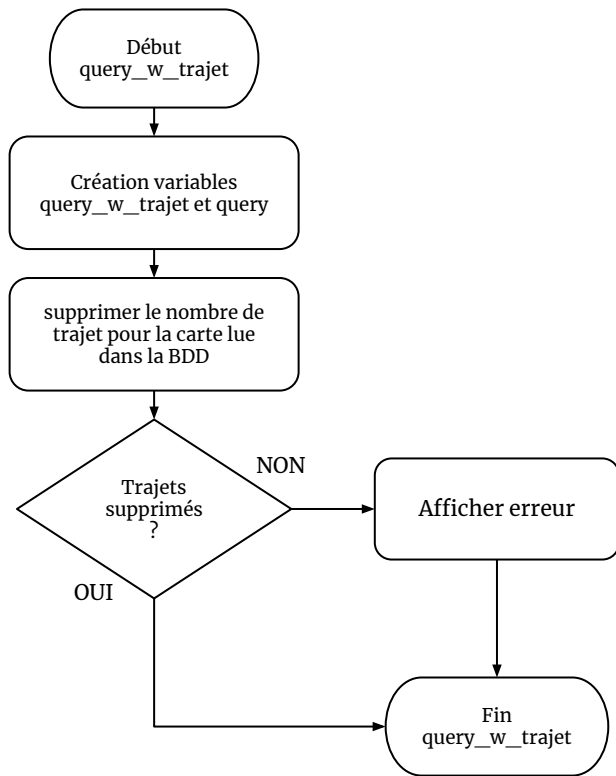 Début
query_w_trajet
Création variables
query_w_trajet et query
supprimer le nombre de
trajet pour la carte lue
dans la BDD
Trajets
supprimés
?
NON
Afficher erreur
OUI
Fin
query_w_trajet